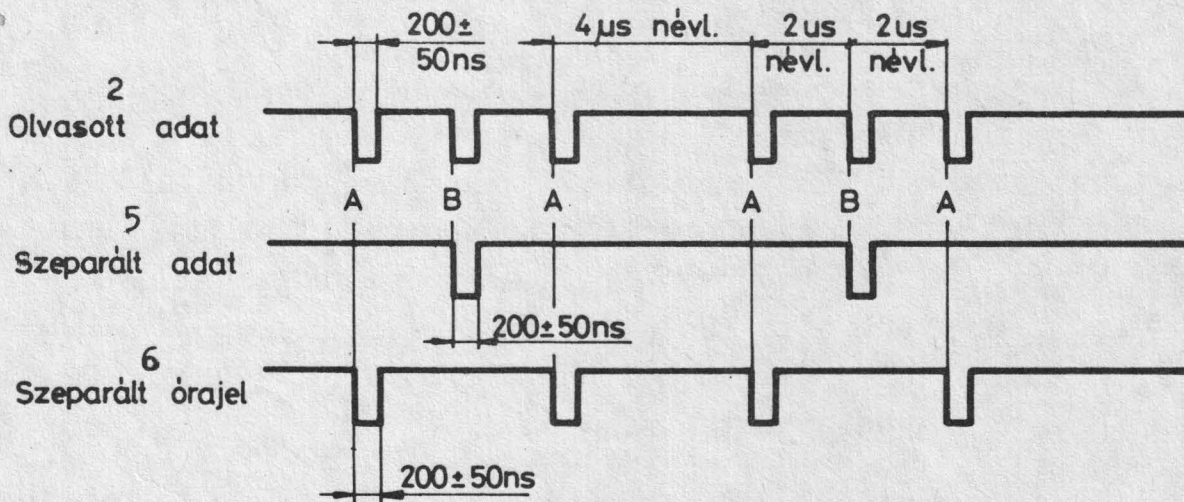 200±
50ns
4µs névl.
2us
névl.
2us
névl.
2
Olvasott adat
A B A A B A
5
Szeparált adat
200±50ns
6
Szeparált órajel
200±50ns